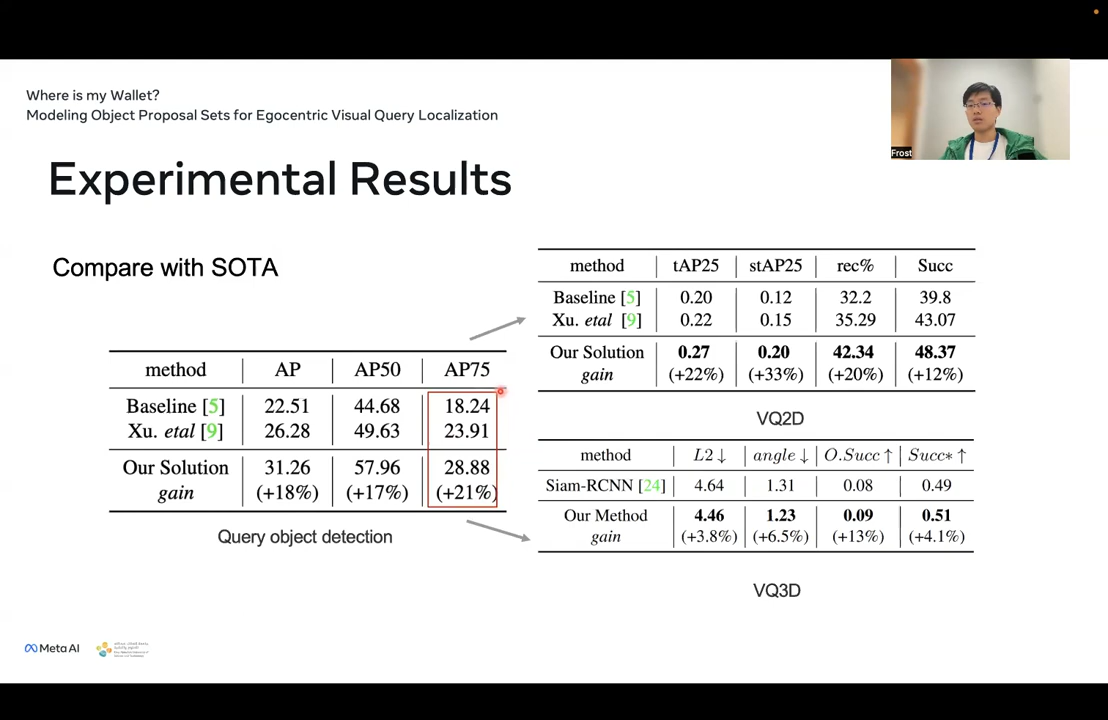 Where is my Wallet?
Modeling Object Proposal Sets for Egocentric Visual Query Localization
Frost
Experimental Results
Compare with SOTA
method AP AP50 AP75
Baseline [5] 22.51 44.68 18.24
Xu. etal [9] 26.28 49.63 23.91
Our Solution 31.26 57.96 28.88
gain (+18%) (+17%) (+21%)
Query object detection
method tAP25 stAP25 rec% Succ
Baseline [5] 0.20 0.12 32.2 39.8
Xu. etal [9] 0.22 0.15 35.29 43.07
Our Solution 0.27 0.20 42.34 48.37
gain (+22%) (+33%) (+20%) (+12%)
VQ2D
method L2↓ angle↓ O.Succ↑ Succ*↑
Siam-RCNN [24] 4.64 1.31 0.08 0.49
Our Method 4.46 1.23 0.09 0.51
gain (+3.8%) (+6.5%) (+13%) (+4.1%)
VQ3D
Meta AI